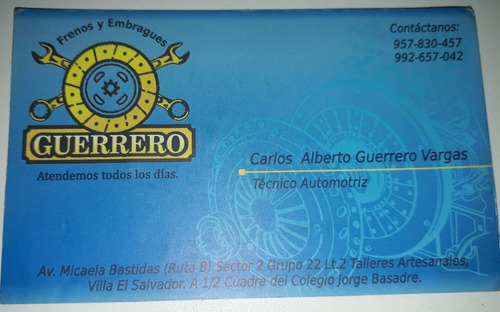 Frenos y Embragues
GUERRERO
Atendemos todos los días.
Contáctanos:
957-830-457
992-657-042
Carlos Alberto Guerrero Vargas
Técnico Automotriz
Av. Micaela Bastidas (Ruta B) Sector 2 Grupo 22 Lt.2 Talleres Artesanales.
Villa El Salvador. A 1/2 Cuadra del Colegio Jorge Basadre.